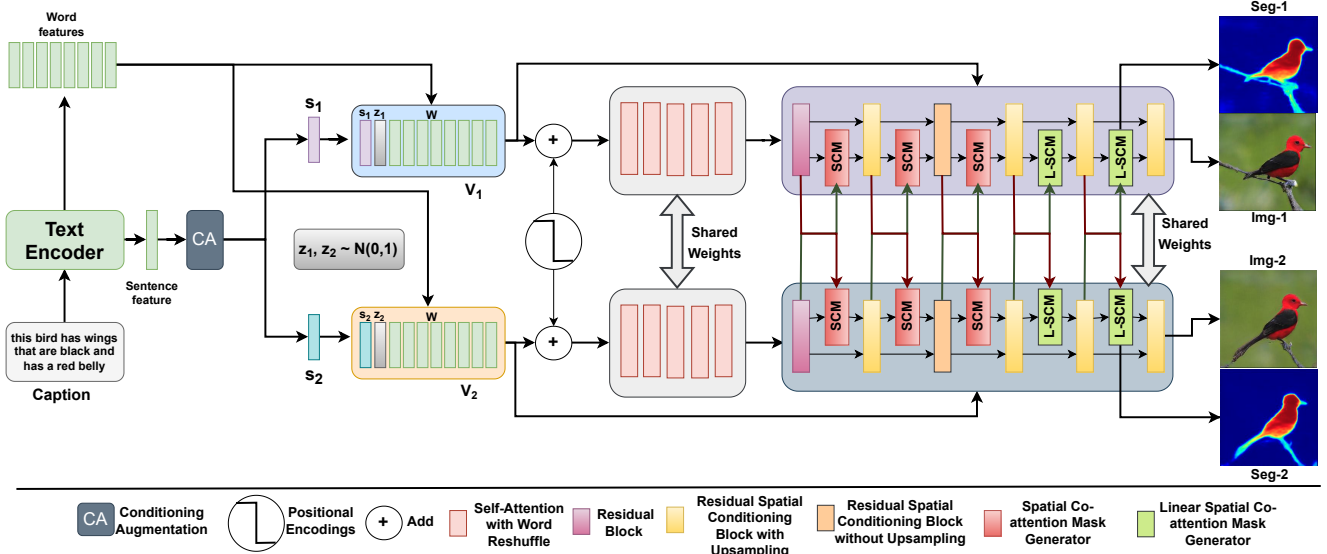 Word
features
Text
Encoder
Sentence
feature
CA
this bird has wings
that are black and
has a red belly
Caption
s1
s2
s1 z1 W
V1
z1, z2 ~ N(0,1)
s2 z2 W
V2
+
+
Shared
Weights
SCM
SCM
SCM
L-SCM
L-SCM
Shared
Weights
SCM
SCM
SCM
L-SCM
L-SCM
Seg-1
Img-1
Img-2
Seg-2
CA
Conditioning
Augmentation
Positional
Encodings
+
Add
Self-Attention
with Word
Reshuffle
Residual
Block
Residual Spatial
Conditioning
Block with
Upsampling
Residual Spatial
Conditioning Block
without Upsampling
Spatial Co-
attention Mask
Generator
Linear Spatial Co-
attention Mask
Generator